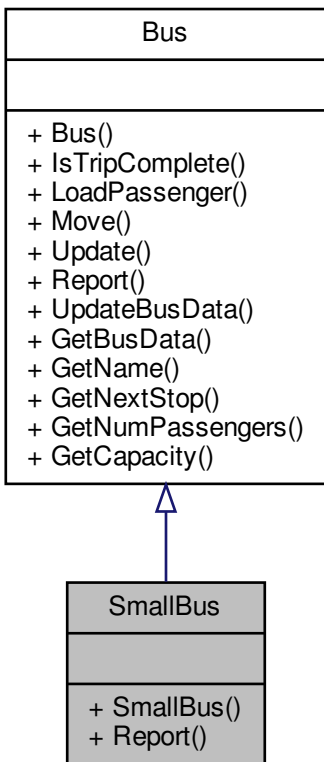 Bus
+ Bus()
+ IsTripComplete()
+ LoadPassenger()
+ Move()
+ Update()
+ Report()
+ UpdateBusData()
+ GetBusData()
+ GetName()
+ GetNextStop()
+ GetNumPassengers()
+ GetCapacity()
SmallBus
+ SmallBus()
+ Report()